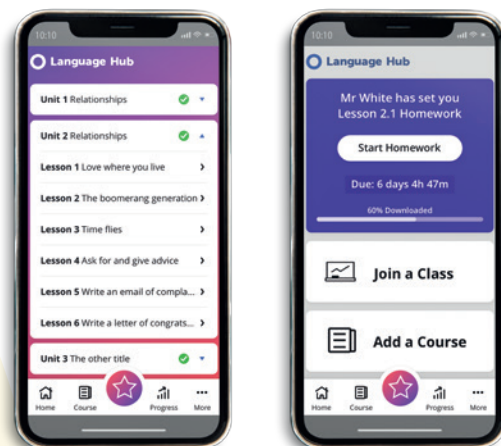 10:10
Language Hub
Unit 1 Relationships
Unit 2 Relationships
Lesson 1 Love where you live
Lesson 2 The boomerang generation
Lesson 3 Time flies
Lesson 4 Ask for and give advice
Lesson 5 Write an email of compla...
Lesson 6 Write a letter of congrats...
Unit 3 The other title
Home
Course
Progress
More
10:10
Language Hub
Mr White has set you
Lesson 2.1 Homework
Start Homework
Due: 6 days 4h 47m
60% Downloaded
Join a Class
Add a Course
Home
Course
Progress
More